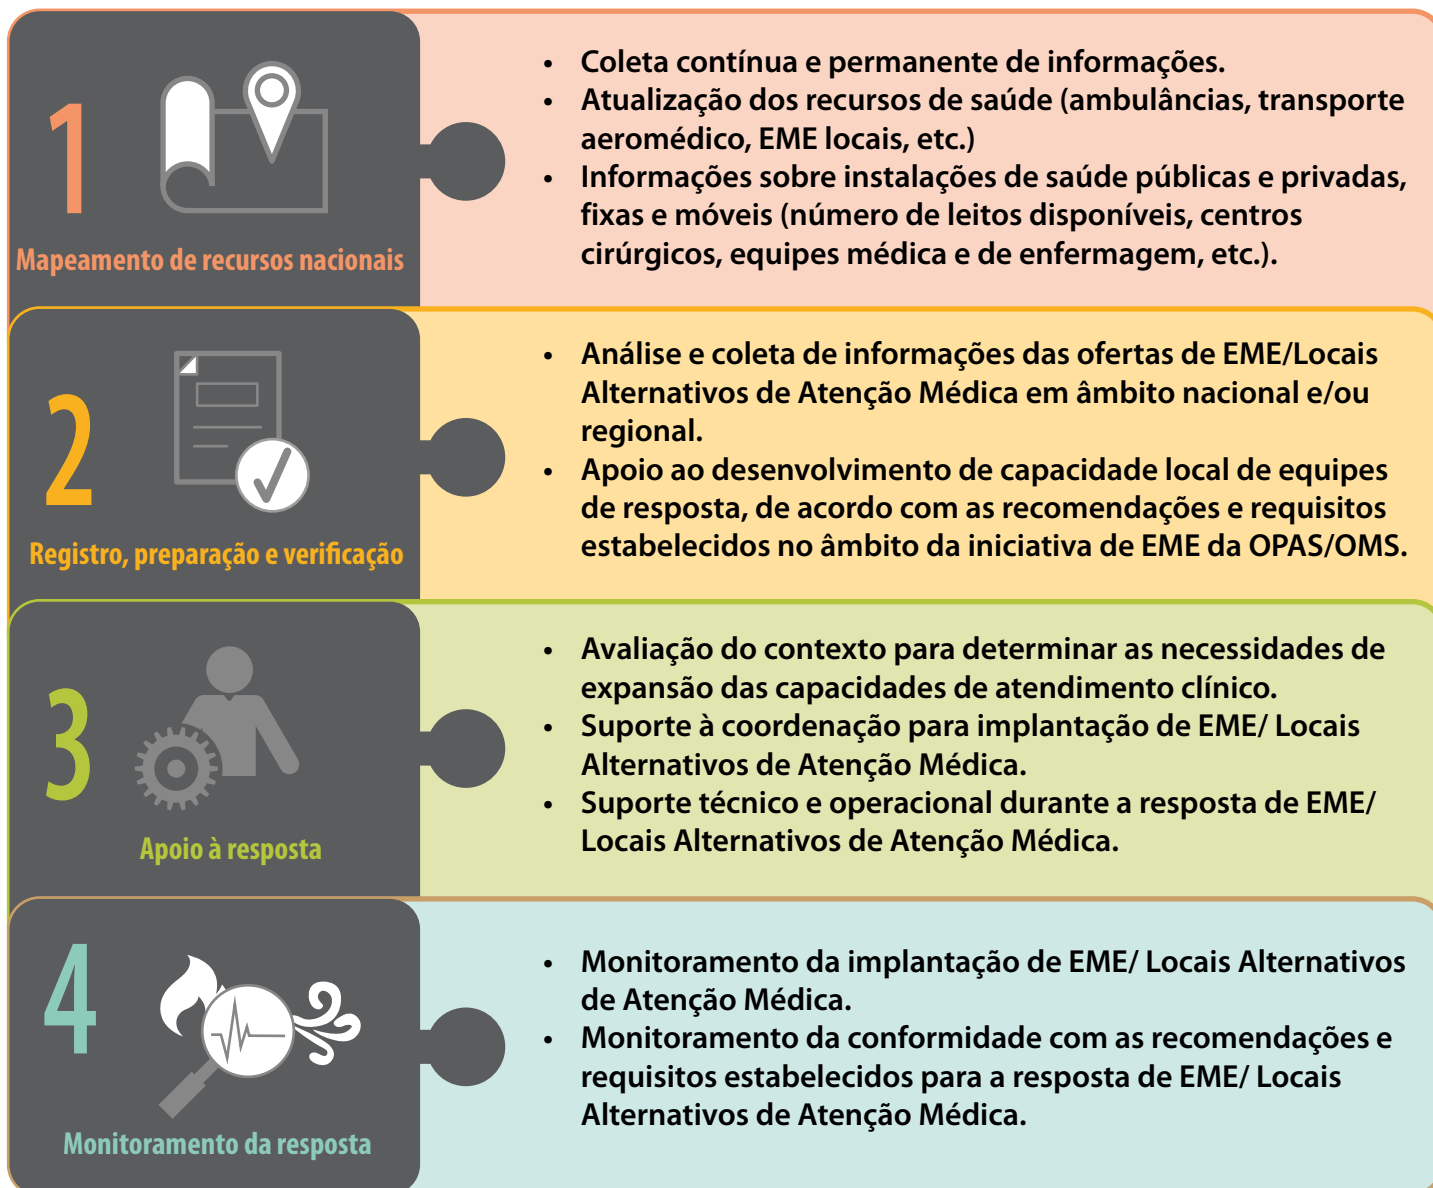 1
Mapeamento de recursos nacionais
• Coleta contínua e permanente de informações.
• Atualização dos recursos de saúde (ambulâncias, transporte
aeromédico, EME locais, etc.)
• Informações sobre instalações de saúde públicas e privadas,
fixas e móveis (número de leitos disponíveis, centros
cirúrgicos, equipes médica e de enfermagem, etc.).
2
Registro, preparação e verificação
• Análise e coleta de informações das ofertas de EME/Locais
Alternativos de Atenção Médica em âmbito nacional e/ou
regional.
• Apoio ao desenvolvimento de capacidade local de equipes
de resposta, de acordo com as recomendações e requisitos
estabelecidos no âmbito da iniciativa de EME da OPAS/OMS.
3
Apoio à resposta
• Avaliação do contexto para determinar as necessidades de
expansão das capacidades de atendimento clínico.
• Suporte à coordenação para implantação de EME/ Locais
Alternativos de Atenção Médica.
• Suporte técnico e operacional durante a resposta de EME/
Locais Alternativos de Atenção Médica.
4
Monitoramento da resposta
• Monitoramento da implantação de EME/ Locais Alternativos
de Atenção Médica.
• Monitoramento da conformidade com as recomendações e
requisitos estabelecidos para a resposta de EME/ Locais
Alternativos de Atenção Médica.